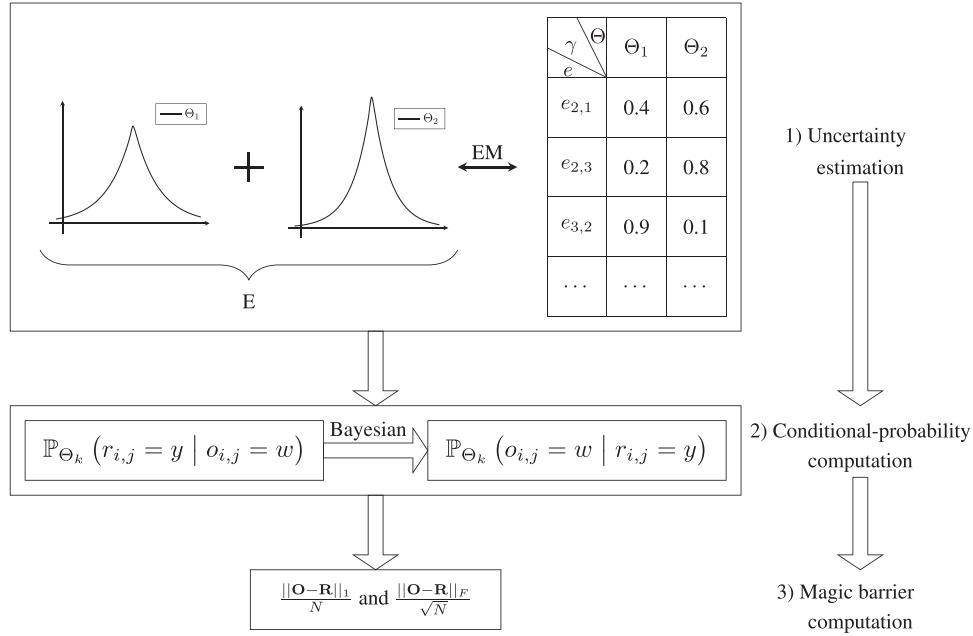 Θ Θ₁ Θ₂
γ
e
e₂,₁ 0.4 0.6
e₂,₃ 0.2 0.8
e₃,₂ 0.9 0.1
⋯ ⋯ ⋯
Θ₁
+
Θ₂
EM
E
1) Uncertainty
estimation
ℙ_Θₖ (r_i,j = y | o_i,j = w)
Bayesian
ℙ_Θₖ (o_i,j = w | r_i,j = y)
2) Conditional-probability
computation
||O−R||₁ / N and ||O−R||_F / √N
3) Magic barrier
computation